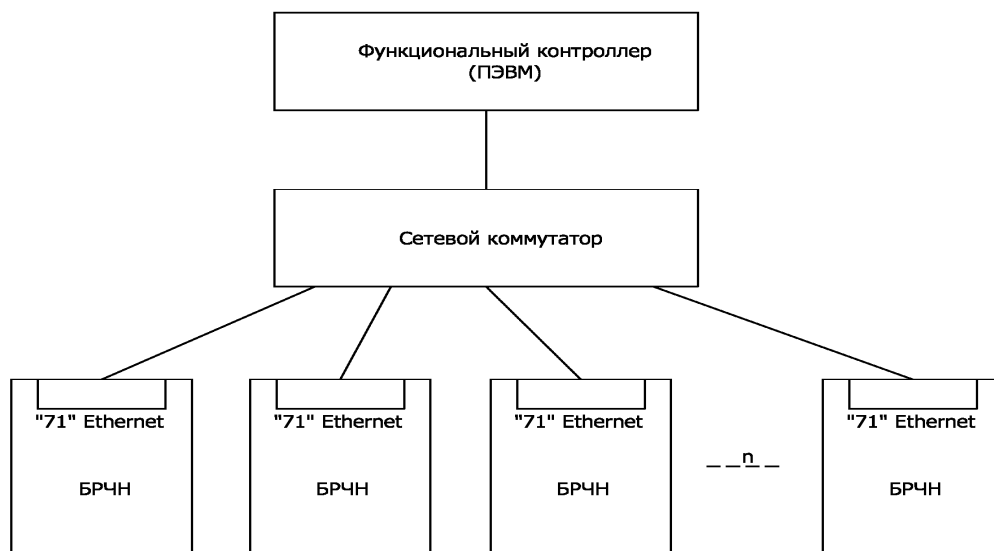 Функциональный контроллер
(ПЭВМ)
Сетевой коммутатор
"71" Ethernet
"71" Ethernet
"71" Ethernet
"71" Ethernet
n
БРЧН
БРЧН
БРЧН
БРЧН